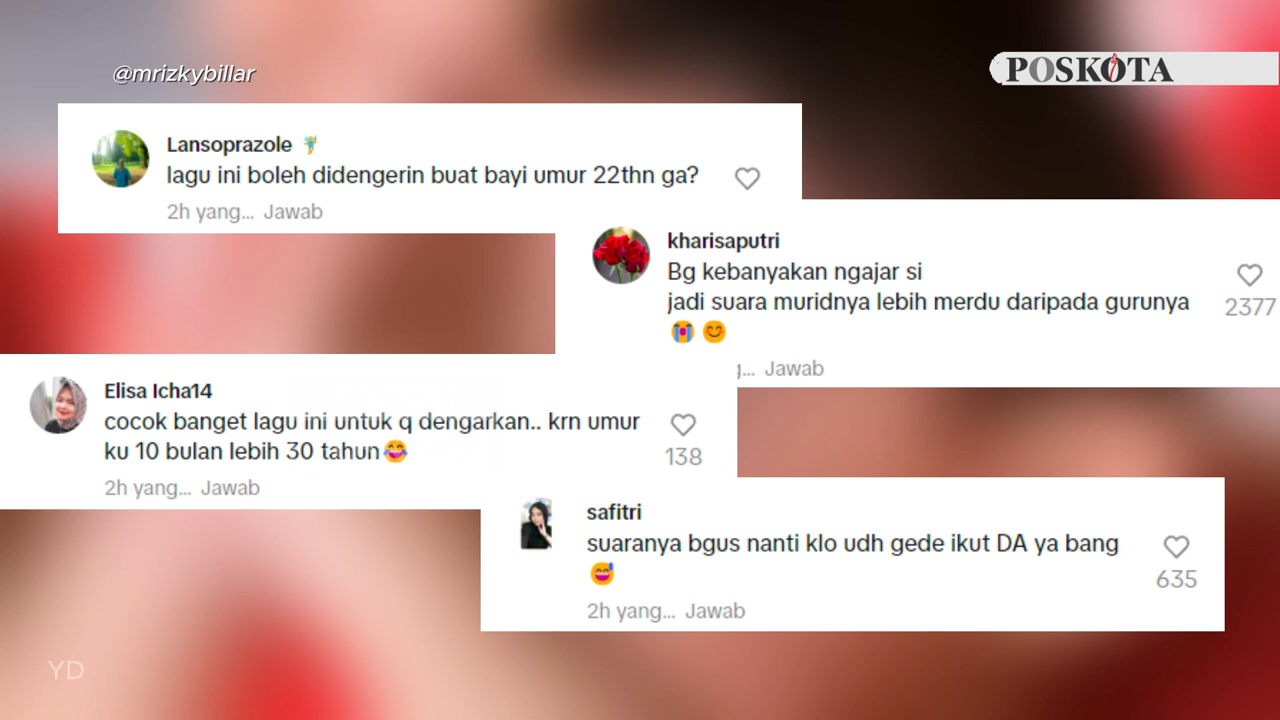 @mrizkybillar
POSKOTA
Lansoprazole 🧚
lagu ini boleh didengerin buat bayi umur 22thn ga?
2h yang... Jawab
kharisaputri
Bg kebanyakan ngajar si
jadi suara muridnya lebih merdu daripada gurunya
😭 😊
2377
... Jawab
Elisa Icha14
cocok banget lagu ini untuk q dengarkan.. krn umur
ku 10 bulan lebih 30 tahun😂
138
2h yang... Jawab
safitri
suaranya bgus nanti klo udh gede ikut DA ya bang
😅
635
2h yang... Jawab
YD